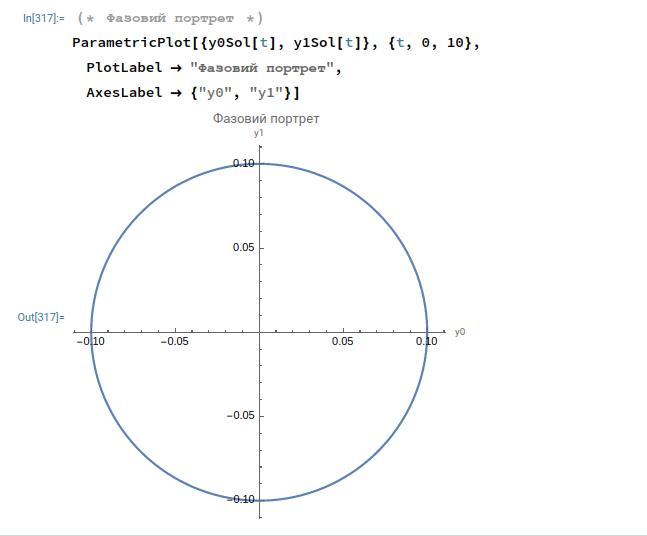 In[317]:= (* Фазовий портрет *)
ParametricPlot[{y0Sol[t], y1Sol[t]}, {t, 0, 10},
PlotLabel → "Фазовий портрет",
AxesLabel → {"y0", "y1"}]
Фазовий портрет
y1
0.10
0.05
Out[317]=
y0
−0.10 −0.05 0.05 0.10
−0.05
−0.10